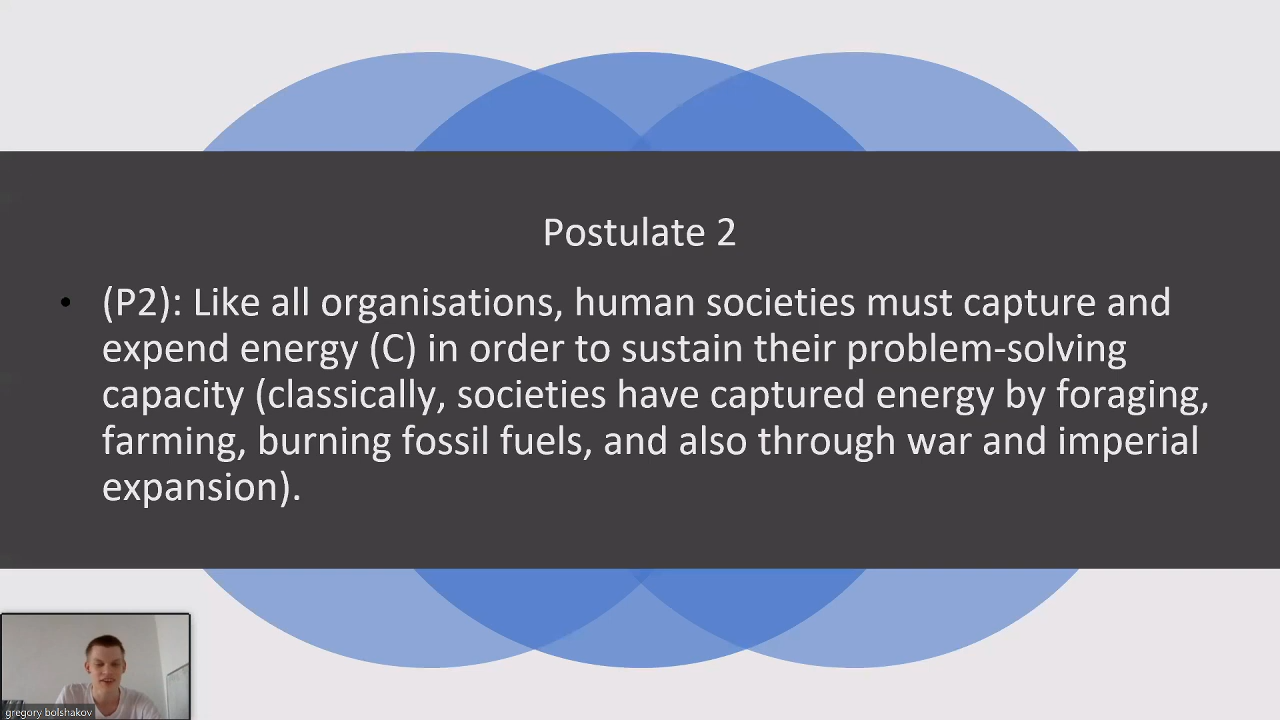 Postulate 2
• (P2): Like all organisations, human societies must capture and
expend energy (C) in order to sustain their problem-solving
capacity (classically, societies have captured energy by foraging,
farming, burning fossil fuels, and also through war and imperial
expansion).
gregory bolshakov